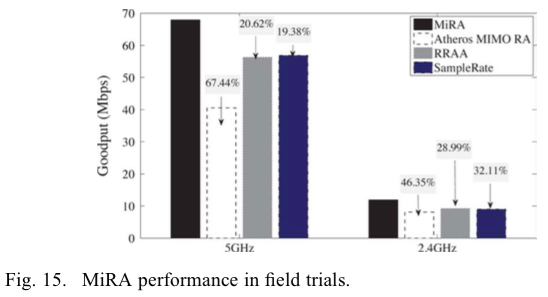 70
60
50
40
30
20
10
0
Goodput (Mbps)
MiRA
Atheros MIMO RA
RRAA
SampleRate
67.44%
20.62%
19.38%
46.35%
28.99%
32.11%
5GHz
2.4GHz
Fig. 15. MiRA performance in field trials.